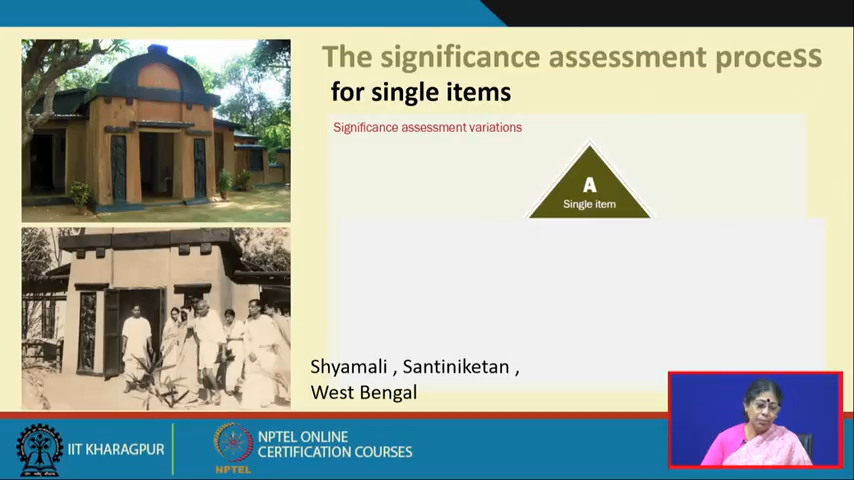 The significance assessment process
for single items
Significance assessment variations
A
Single item
Shyamali , Santiniketan ,
West Bengal
IIT KHARAGPUR
NPTEL
NPTEL ONLINE
CERTIFICATION COURSES